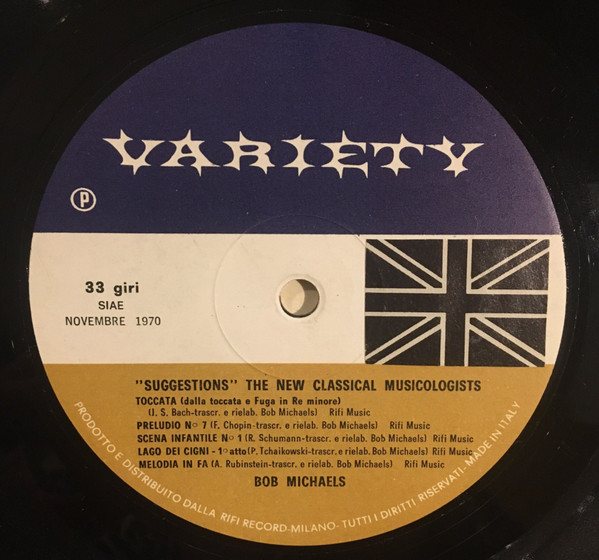 VARIETY
P
33 giri
SIAE
NOVEMBRE 1970
"SUGGESTIONS" THE NEW CLASSICAL MUSICOLOGISTS
TOCCATA (dalla toccata e Fuga in Re minore)
(J. S. Bach-trascr. e rielab. Bob Michaels) Rifi Music
PRELUDIO No 7 (F. Chopin-trascr. e rielab. Bob Michaels) Rifi Music
SCENA INFANTILE No 1 (R. Schumann-trascr. e rielab. Bob Michaels) Rifi Music
LAGO DEI CIGNI - 1o atto (P. Tchaikowski-trascr. e rielab. Bob Michaels) Rifi Music
MELODIA IN FA (A. Rubinstein-trascr. e rielab. Bob Michaels) Rifi Music
BOB MICHAELS
PRODOTTO E DISTRIBUITO DALLA RIFI RECORD-MILANO-TUTTI I DIRITTI RISERVATI-MADE IN ITALY